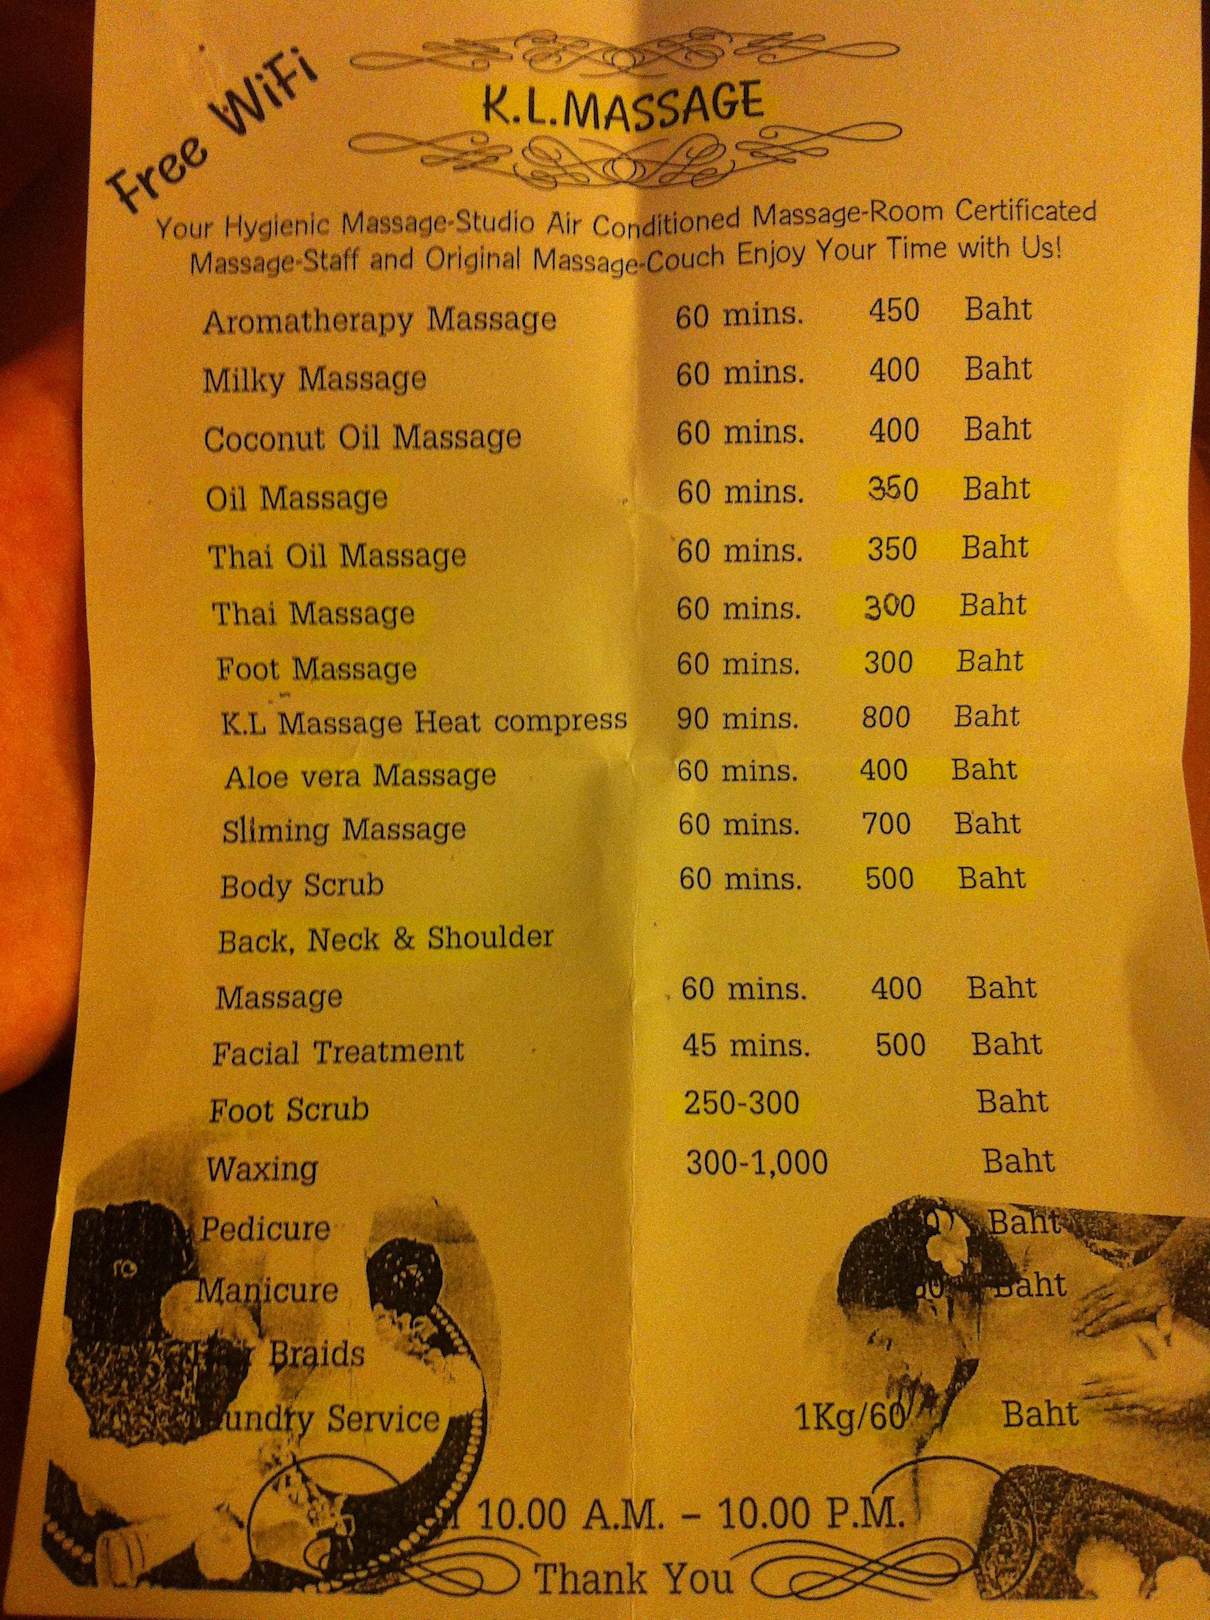 Free WiFi
K.L.MASSAGE
Your Hygienic Massage-Studio Air Conditioned Massage-Room Certificated
Massage-Staff and Original Massage-Couch Enjoy Your Time with Us!
Aromatherapy Massage 60 mins. 450 Baht
Milky Massage 60 mins. 400 Baht
Coconut Oil Massage 60 mins. 400 Baht
Oil Massage 60 mins. 350 Baht
Thai Oil Massage 60 mins. 350 Baht
Thai Massage 60 mins. 300 Baht
Foot Massage 60 mins. 300 Baht
K.L Massage Heat compress 90 mins. 800 Baht
Aloe vera Massage 60 mins. 400 Baht
Sliming Massage 60 mins. 700 Baht
Body Scrub 60 mins. 500 Baht
Back, Neck & Shoulder
Massage 60 mins. 400 Baht
Facial Treatment 45 mins. 500 Baht
Foot Scrub 250-300 Baht
Waxing 300-1,000 Baht
Pedicure Baht
Manicure Baht
Braids
Service 1Kg/60 Baht
10.00 A.M. – 10.00 P.M.
Thank You